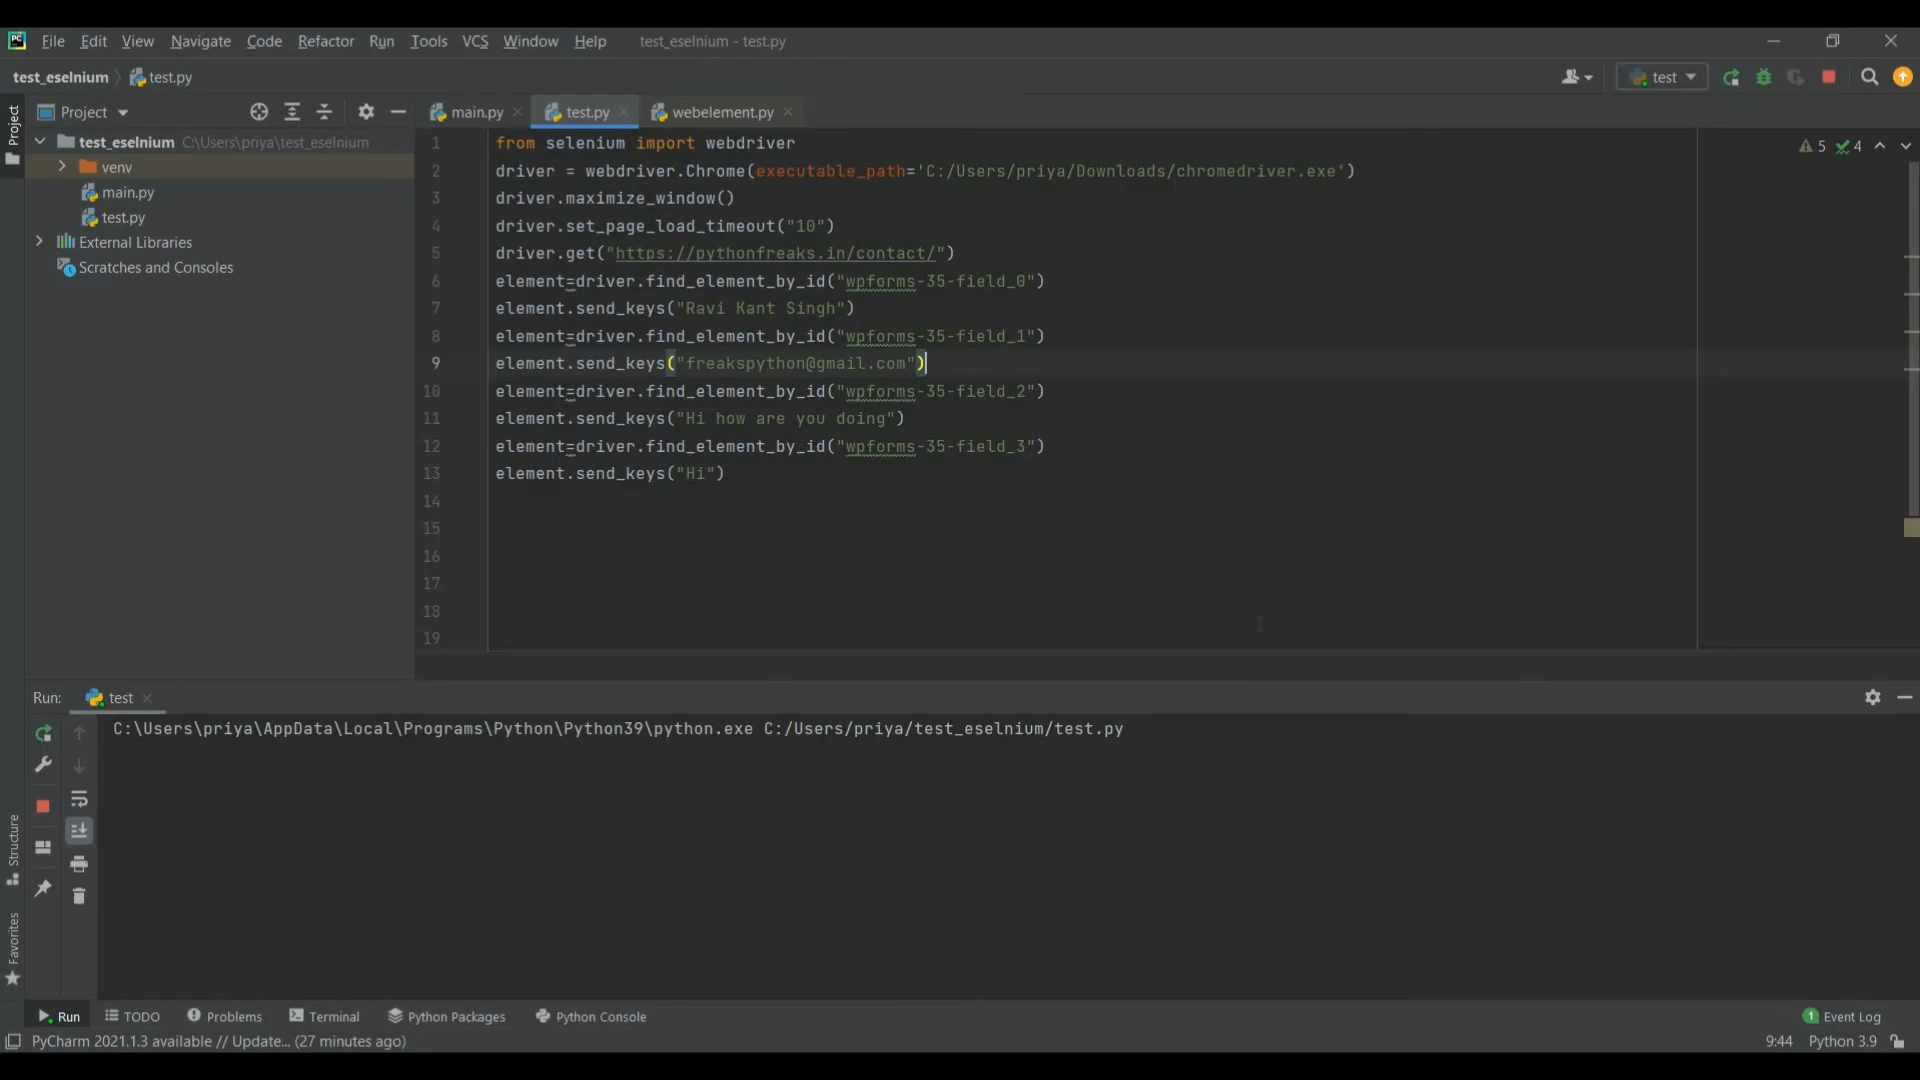 PC File Edit View Navigate Code Refactor Run Tools VCS Window Help test_eselnium - test.py
test_eselnium test.py test
Project Project main.py test.py webelement.py
test_eselnium C:\Users\priya\test_eselnium
venv
main.py
test.py
External Libraries
Scratches and Consoles
1 from selenium import webdriver
2 driver = webdriver.Chrome(executable_path='C:/Users/priya/Downloads/chromedriver.exe')
3 driver.maximize_window()
4 driver.set_page_load_timeout("10")
5 driver.get("https://pythonfreaks.in/contact/")
6 element=driver.find_element_by_id("wpforms-35-field_0")
7 element.send_keys("Ravi Kant Singh")
8 element=driver.find_element_by_id("wpforms-35-field_1")
9 element.send_keys("freakspython@gmail.com")
10 element=driver.find_element_by_id("wpforms-35-field_2")
11 element.send_keys("Hi how are you doing")
12 element=driver.find_element_by_id("wpforms-35-field_3")
13 element.send_keys("Hi")
14
15
16
17
18
19
5 4
Run: test
C:\Users\priya\AppData\Local\Programs\Python\Python39\python.exe C:/Users/priya/test_eselnium/test.py
Structure
Favorites
Run TODO Problems Terminal Python Packages Python Console 1 Event Log
PyCharm 2021.1.3 available // Update... (27 minutes ago) 9:44 Python 3.9